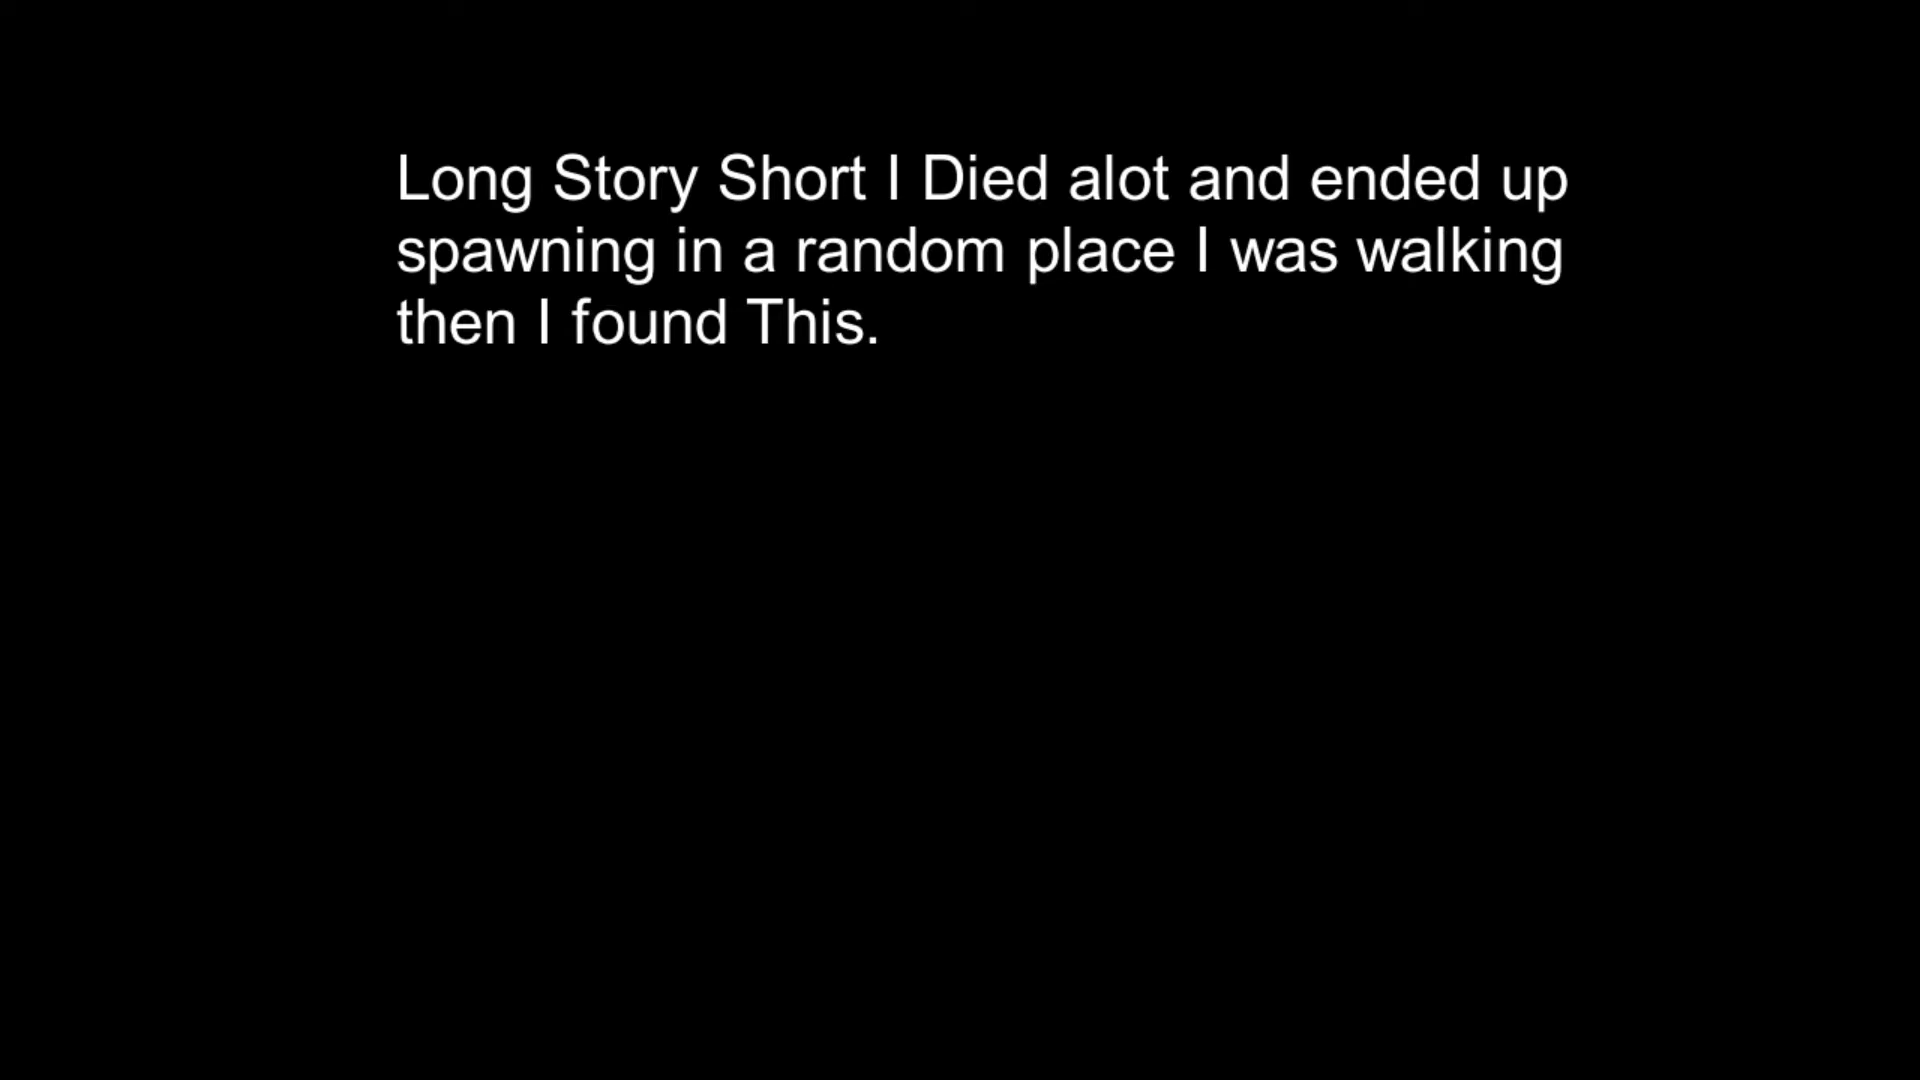 Long Story Short I Died alot and ended up
spawning in a random place I was walking
then I found This.